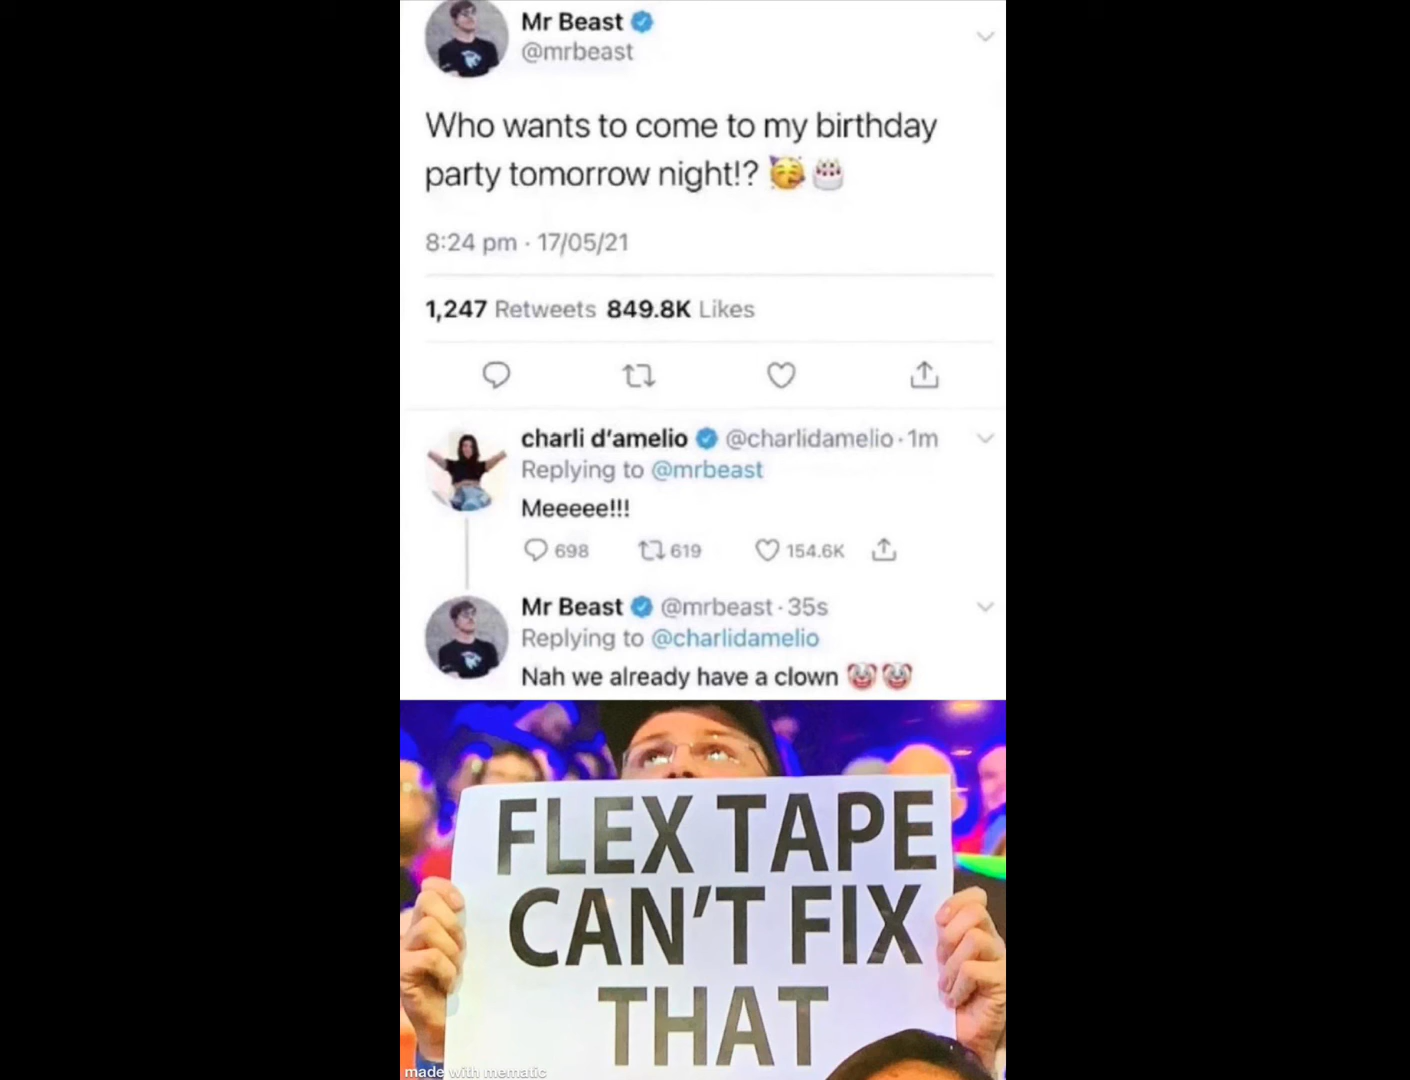 Mr Beast
@mrbeast
Who wants to come to my birthday
party tomorrow night!? 🥳🎂
8:24 pm · 17/05/21
1,247 Retweets 849.8K Likes
charli d'amelio @charlidamelio · 1m
Replying to @mrbeast
Meeeee!!!
698 619 154.6K
Mr Beast @mrbeast · 35s
Replying to @charlidamelio
Nah we already have a clown 🤡🤡
FLEX TAPE
CAN'T FIX
THAT
made with mematic